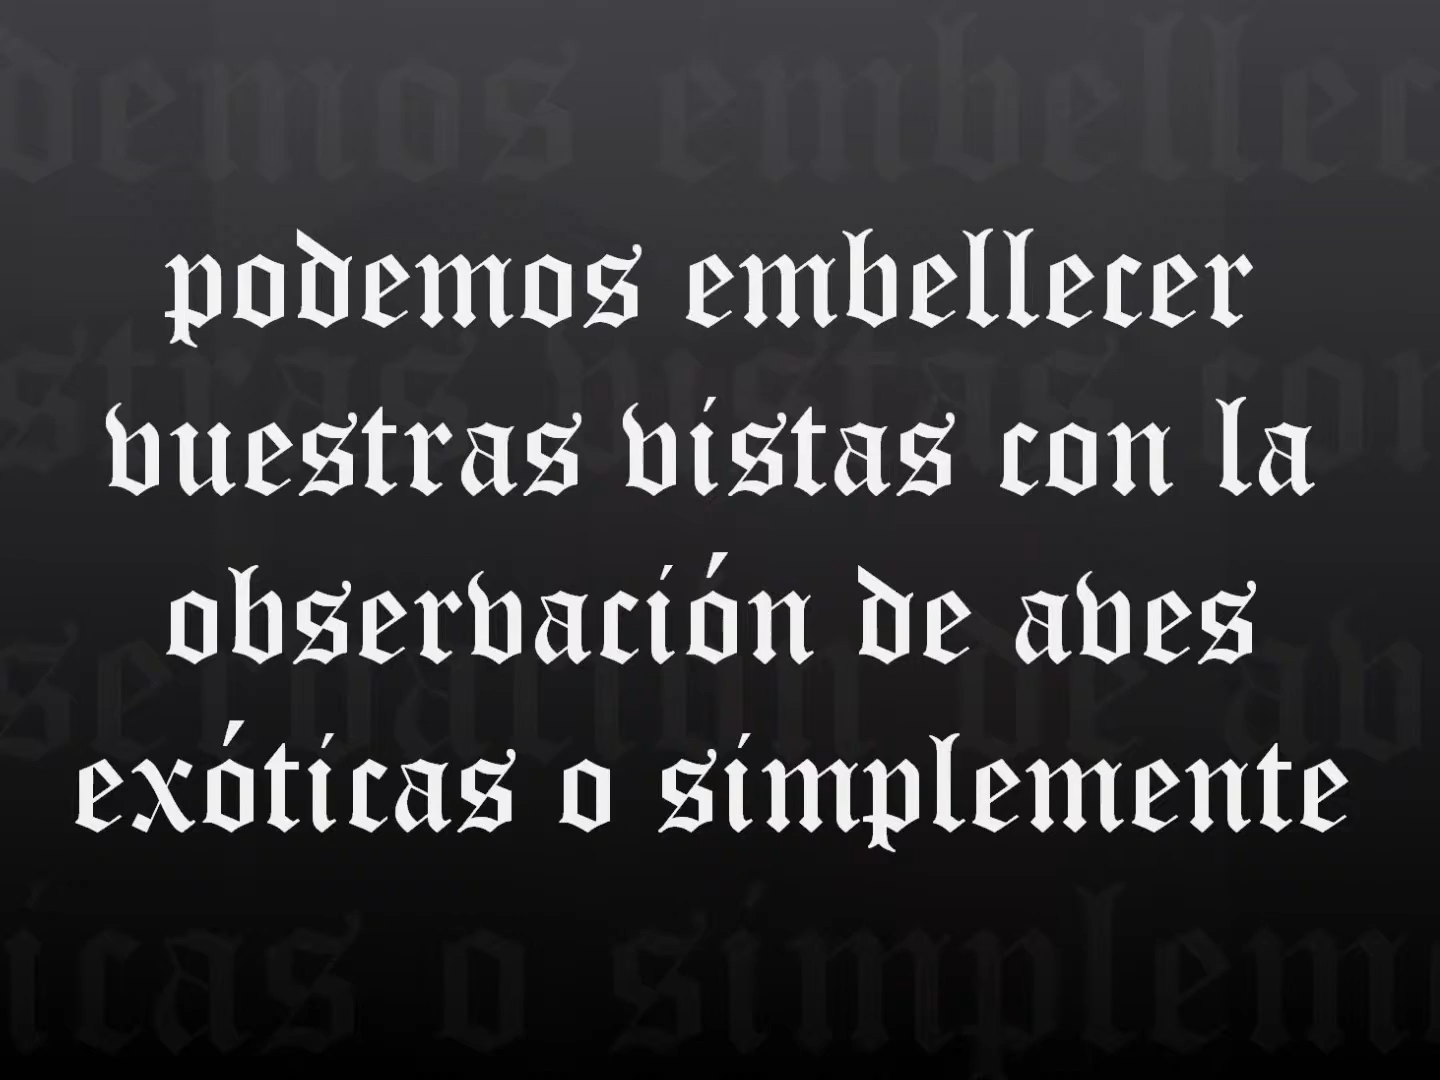 podemos embellecer
vuestras vistas con la
observación de aves
exóticas o simplemente